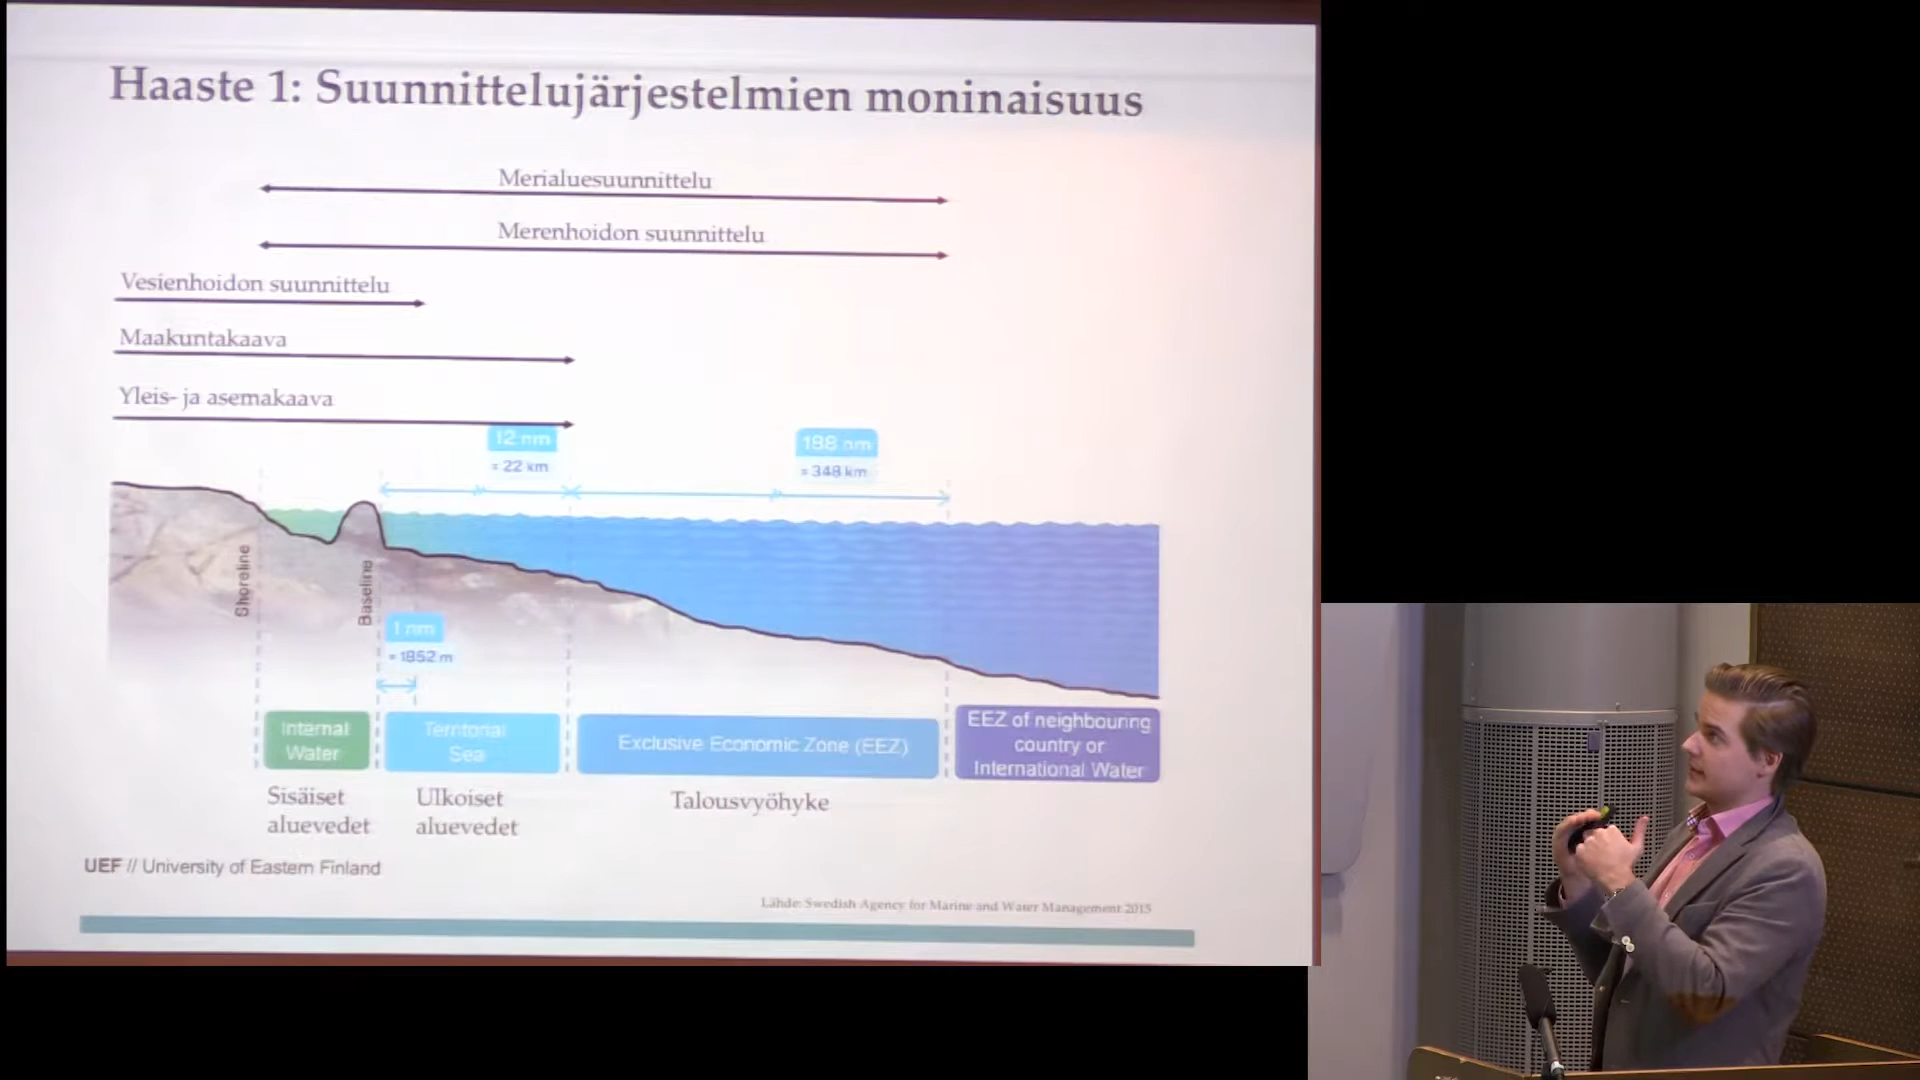 Haaste 1: Suunnittelujärjestelmien moninaisuus
Merialuesuunnittelu
Merenhoidon suunnittelu
Vesienhoidon suunnittelu
Maakuntakaava
Yleis- ja asemakaava
12 nm
= 22 km
188 nm
= 348 km
Shoreline
Baseline
1 nm
= 1852 m
Internal
Water
Territorial
Sea
Exclusive Economic Zone (EEZ)
EEZ of neighbouring
country or
International Water
Sisäiset
aluevedet
Ulkoiset
aluevedet
Talousvyöhyke
UEF // University of Eastern Finland
Lähde: Swedish Agency for Marine and Water Management 2015